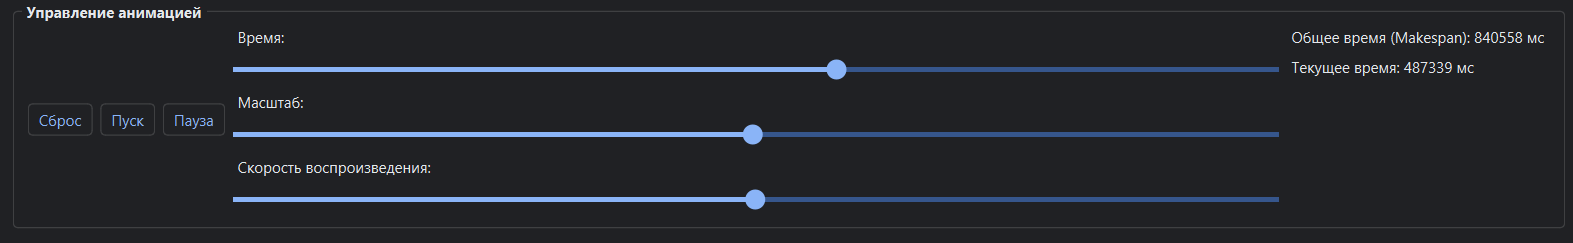 Управление анимацией
Время:
Общее время (Makespan): 840558 мс
Текущее время: 487339 мс
Масштаб:
Сброс Пуск Пауза
Скорость воспроизведения: